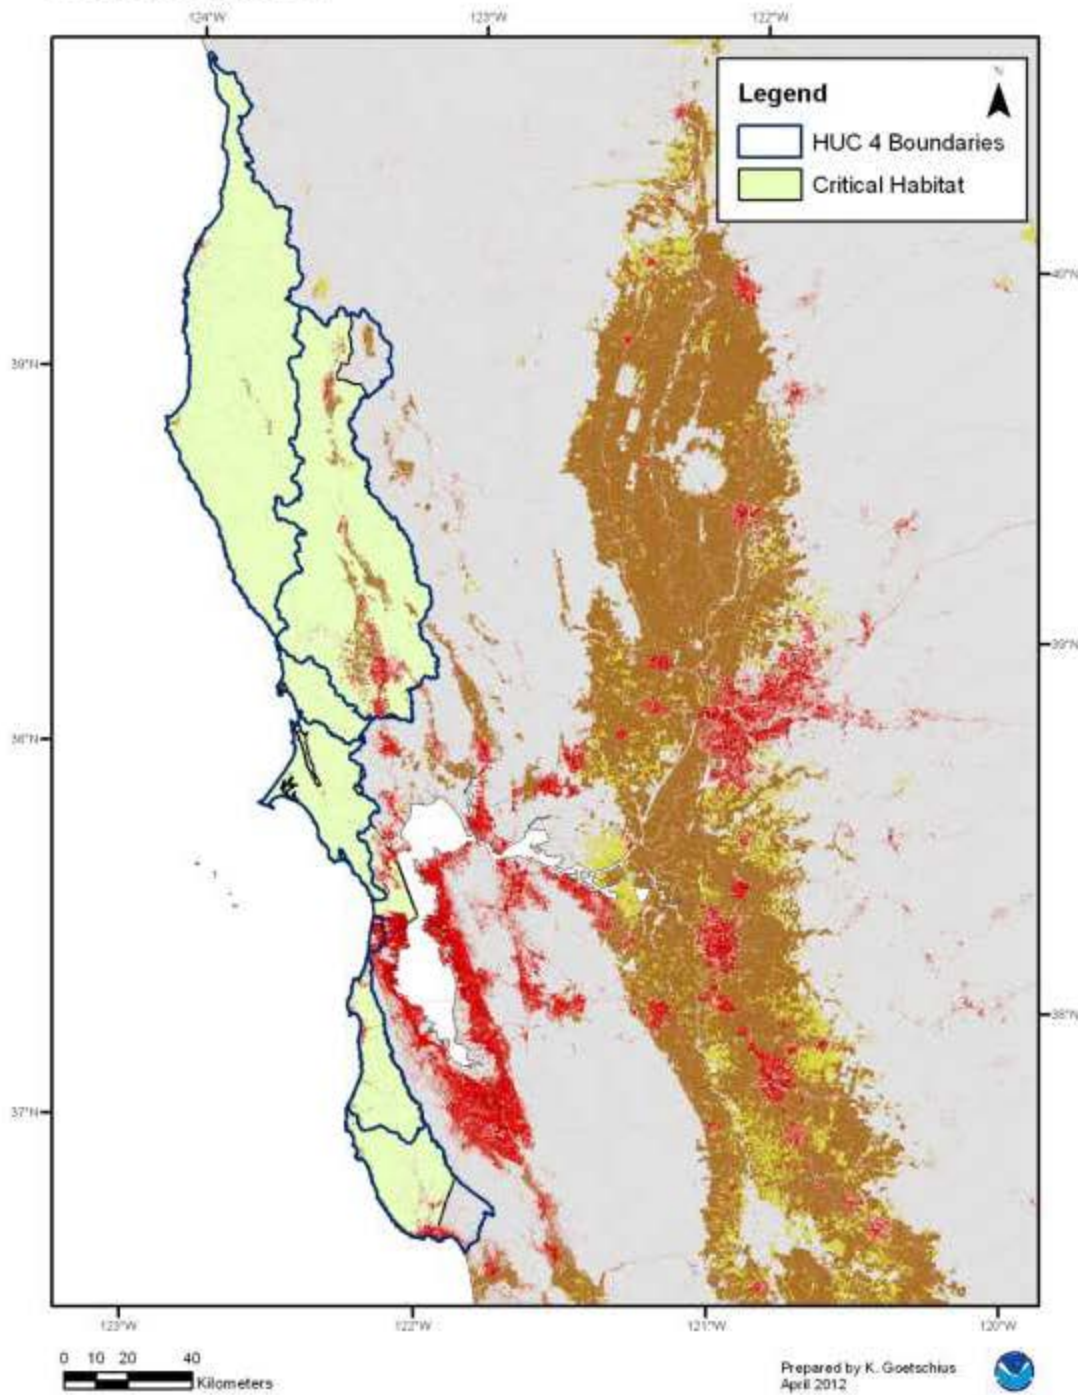 124°W 123°W 122°W
N
Legend
HUC 4 Boundaries
Critical Habitat
40°N
39°N
39°N
38°N
38°N
37°N
123°W 122°W 121°W 120°W
0 10 20 40
Kilometers
Prepared by K. Goetschius
April 2012